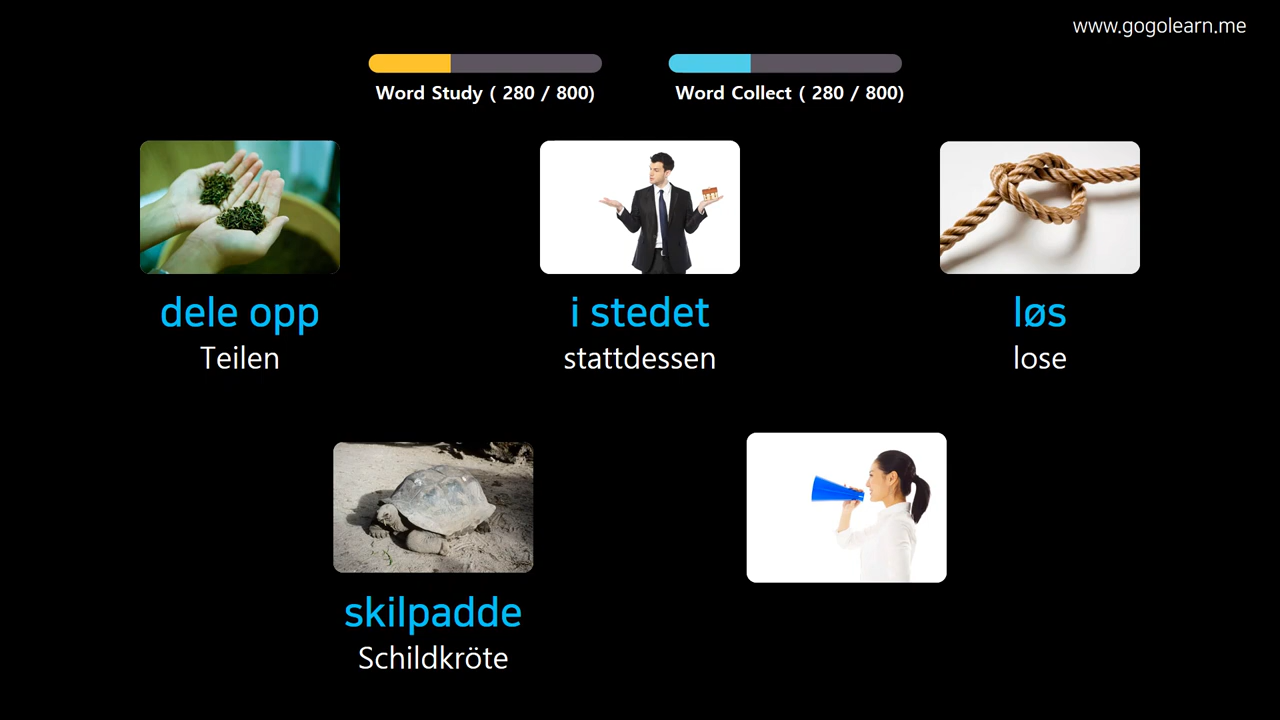 www.gogolearn.me
Word Study ( 280 / 800)
Word Collect ( 280 / 800)
dele opp
Teilen
i stedet
stattdessen
løs
lose
skilpadde
Schildkröte